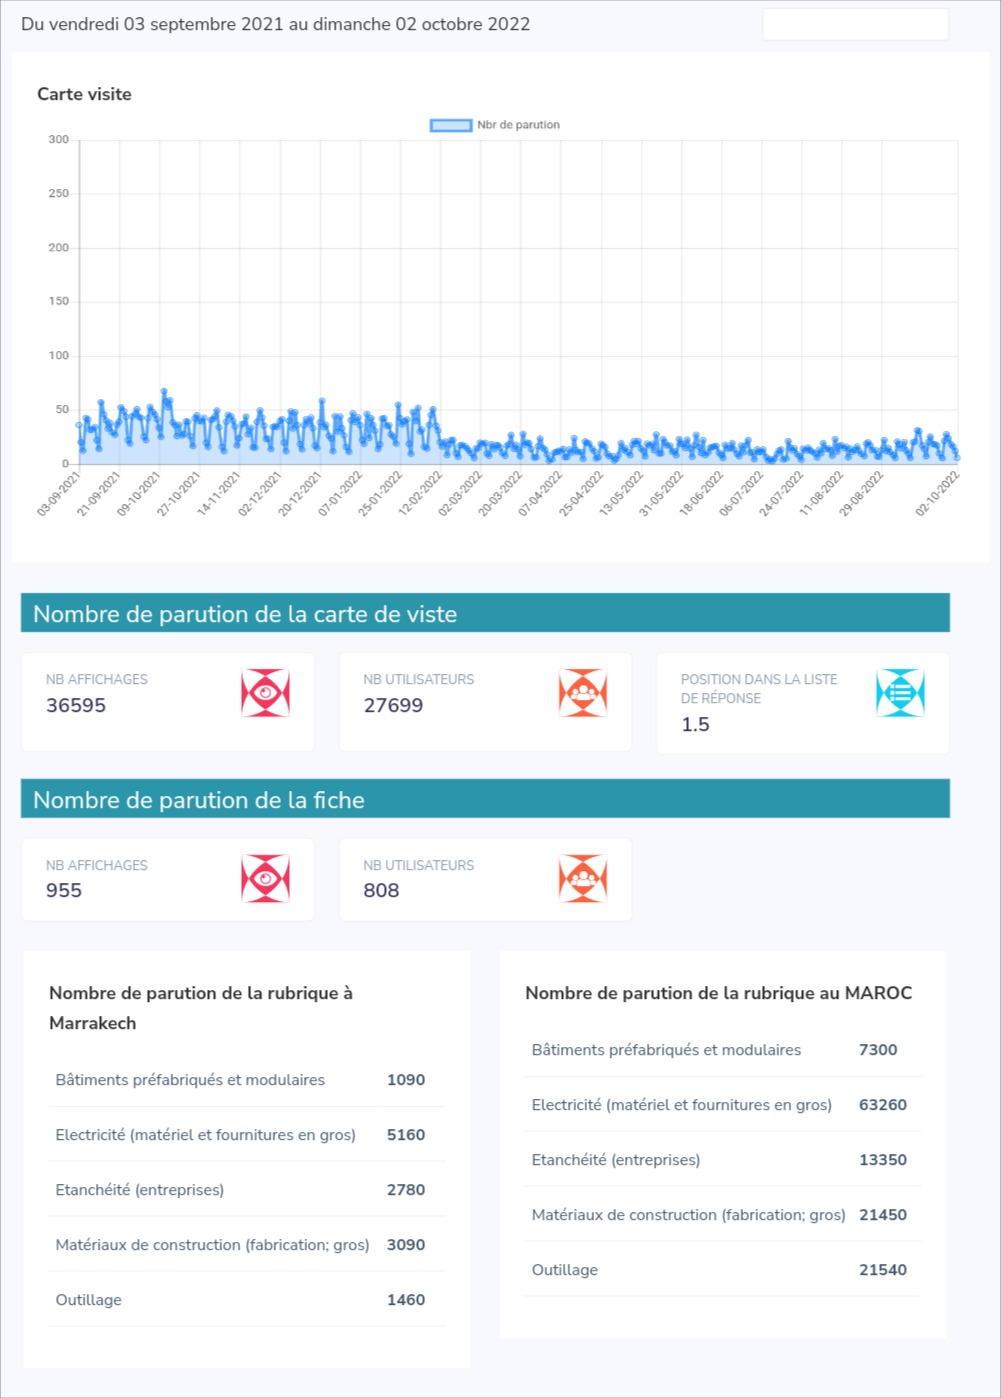 Du vendredi 03 septembre 2021 au dimanche 02 octobre 2022
Carte visite
Nbr de parution
300
250
200
150
100
50
0
03-09-2021
21-09-2021
09-10-2021
27-10-2021
14-11-2021
02-12-2021
20-12-2021
07-01-2022
25-01-2022
12-02-2022
02-03-2022
20-03-2022
07-04-2022
25-04-2022
13-05-2022
31-05-2022
18-06-2022
06-07-2022
24-07-2022
11-08-2022
29-08-2022
02-10-2022
Nombre de parution de la carte de viste
NB AFFICHAGES
36595
NB UTILISATEURS
27699
POSITION DANS LA LISTE
DE RÉPONSE
1.5
Nombre de parution de la fiche
NB AFFICHAGES
955
NB UTILISATEURS
808
Nombre de parution de la rubrique à
Marrakech
Bâtiments préfabriqués et modulaires 1090
Electricité (matériel et fournitures en gros) 5160
Etanchéité (entreprises) 2780
Matériaux de construction (fabrication; gros) 3090
Outillage 1460
Nombre de parution de la rubrique au MAROC
Bâtiments préfabriqués et modulaires 7300
Electricité (matériel et fournitures en gros) 63260
Etanchéité (entreprises) 13350
Matériaux de construction (fabrication; gros) 21450
Outillage 21540